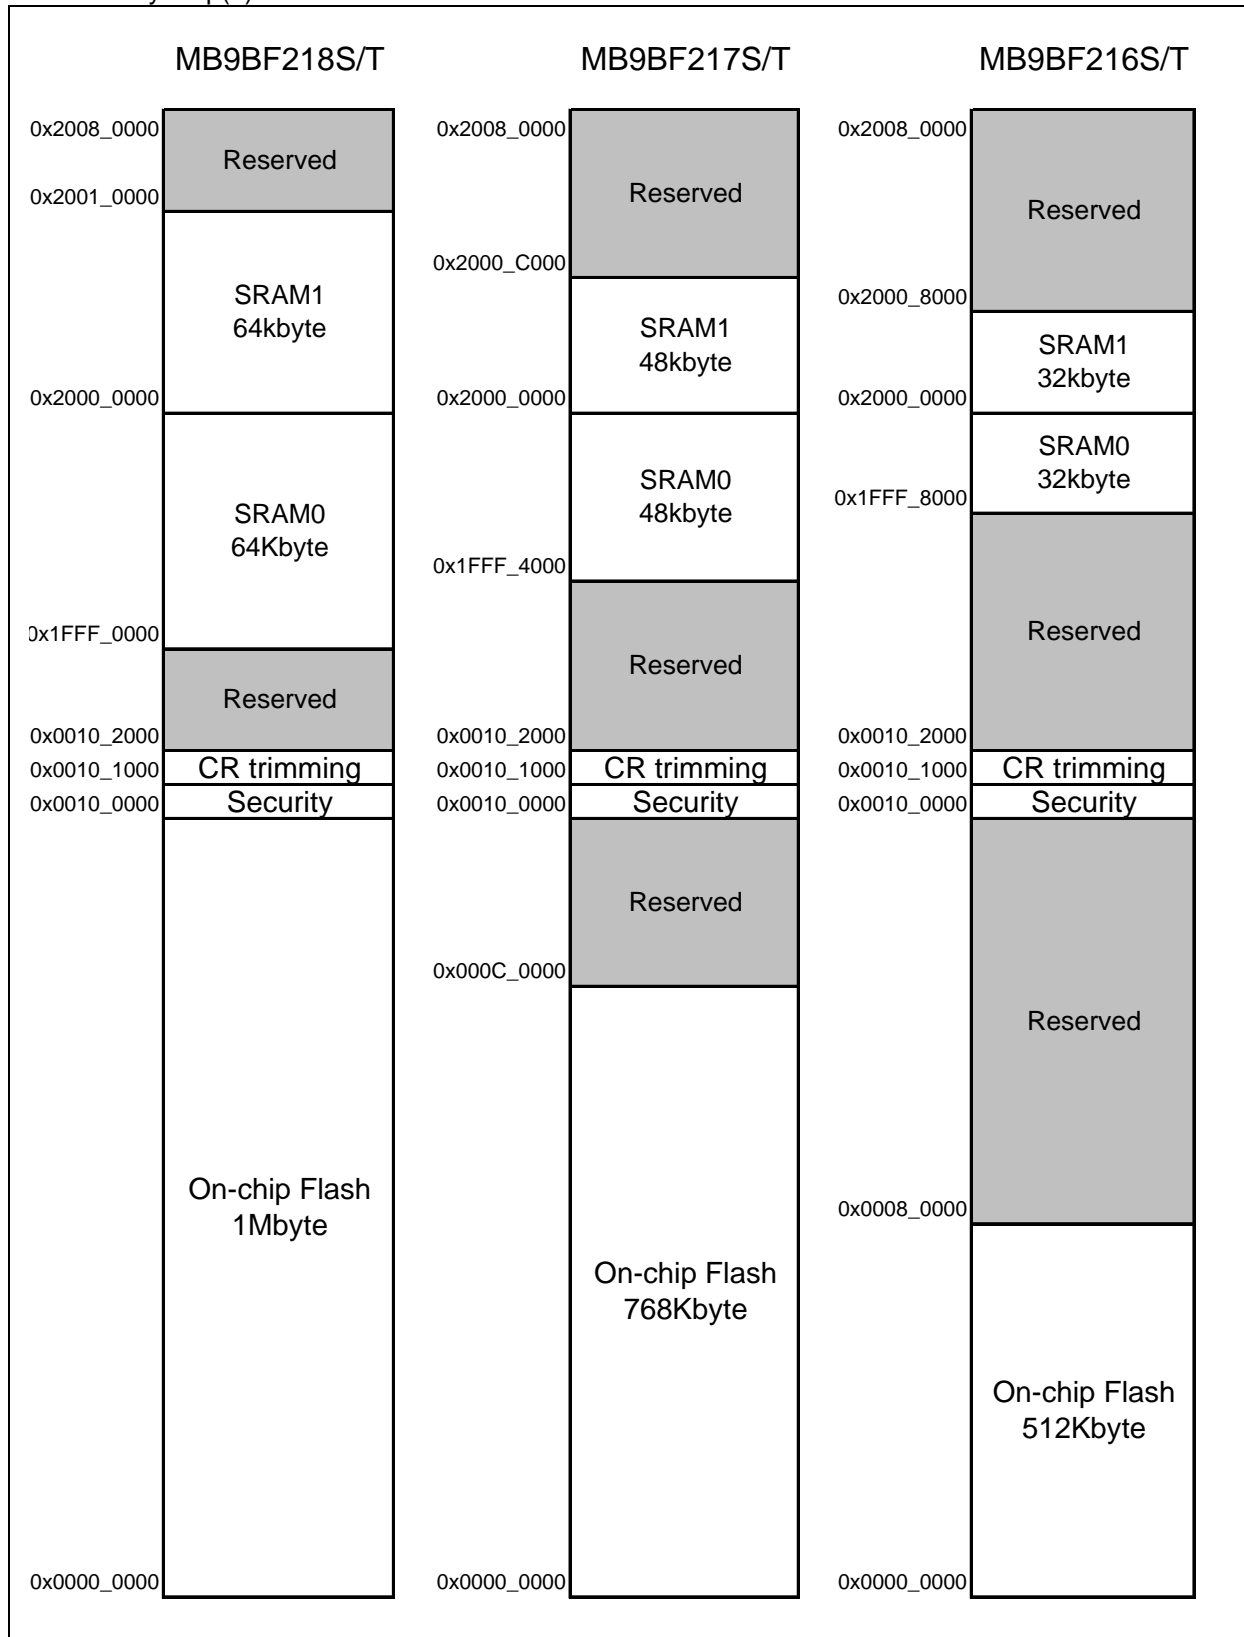 MB9BF218S/T
0x2008_0000
Reserved
0x2001_0000
SRAM1
64kbyte
0x2000_0000
SRAM0
64Kbyte
0x1FFF_0000
Reserved
0x0010_2000
CR trimming
0x0010_1000
Security
0x0010_0000
On-chip Flash
1Mbyte
0x0000_0000
MB9BF217S/T
0x2008_0000
Reserved
0x2000_C000
SRAM1
48kbyte
0x2000_0000
SRAM0
48kbyte
0x1FFF_4000
Reserved
0x0010_2000
CR trimming
0x0010_1000
Security
0x0010_0000
Reserved
0x000C_0000
On-chip Flash
768Kbyte
0x0000_0000
MB9BF216S/T
0x2008_0000
Reserved
0x2000_8000
SRAM1
32kbyte
0x2000_0000
SRAM0
32kbyte
0x1FFF_8000
Reserved
0x0010_2000
CR trimming
0x0010_1000
Security
0x0010_0000
Reserved
0x0008_0000
On-chip Flash
512Kbyte
0x0000_0000